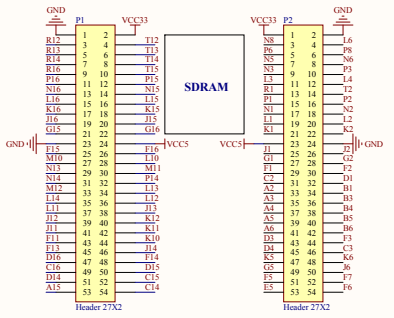 GND P1 VCC33
1 2
R12 3 4 T12
R13 5 6 T13
R14 7 8 T14
R16 9 10 T15
P16 11 12
N16 13 14 N15
L16 15 16 L15
K16 17 18 K15
J16 19 20 J15
G15 21 22 G16
GND 23 24 VCC5
F15 25 26 F16
M10 27 28 L10
N13 29 30 M11
N14 31 32 P14
M12 33 34 L13
L14 35 36 L12
L11 37 38 J13
J12 39 40 K12
J11 41 42 K11
F11 43 44 K10
F13 45 46 J14
D16 47 48 F14
C16 49 50 D15
D14 51 52 C15
A15 53 54 C14
Header 27X2
SDRAM
VCC33 P2 GND
1 2
N8 3 4 L6
P6 5 6 P8
N5 7 8 N6
N3 9 10 P3
L3 11 12 L4
R1 13 14 T2
P1 15 16 P2
N1 17 18 N2
L1 19 20 L2
K1 21 22 K2
VCC5 23 24 GND
J1 25 26 J2
G1 27 28 G2
F1 29 30 F2
C2 31 32 D1
A2 33 34 B1
A3 35 36 B3
A4 37 38 B4
A5 39 40 B5
A6 41 42 B6
D3 43 44 F3
D4 45 46 C3
K5 47 48 K6
G5 49 50 J6
F5 51 52 F7
E5 53 54 F6
Header 27X2